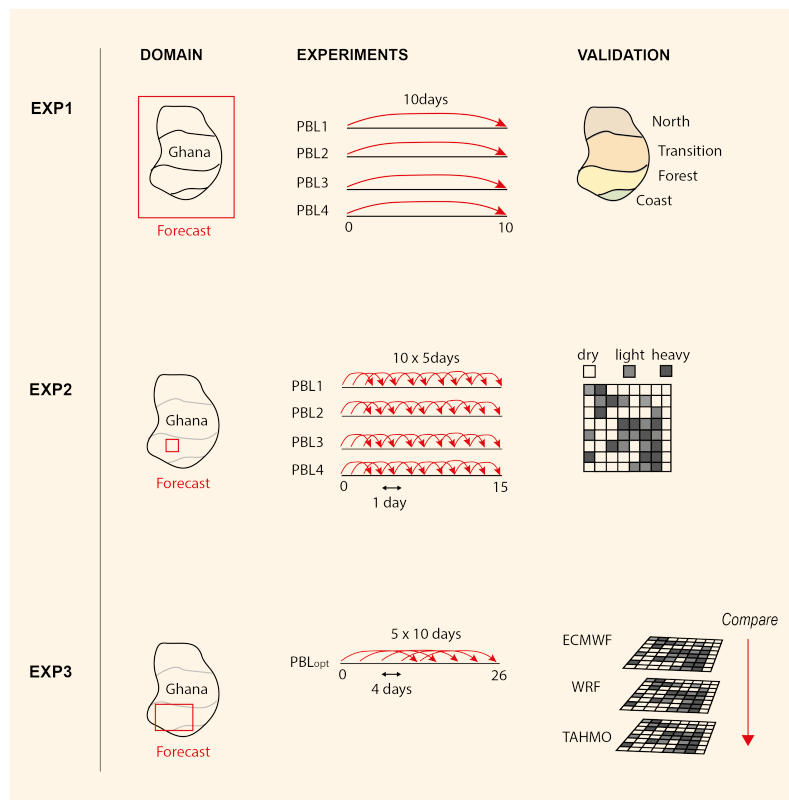 DOMAIN EXPERIMENTS VALIDATION
EXP1
Ghana
Forecast
10days
PBL1
PBL2
PBL3
PBL4
0 10
North
Transition
Forest
Coast
EXP2
Ghana
Forecast
10 x 5days
PBL1
PBL2
PBL3
PBL4
0 15
1 day
dry light heavy
EXP3
Ghana
Forecast
5 x 10 days
PBLopt
0 26
4 days
Compare
ECMWF
WRF
TAHMO